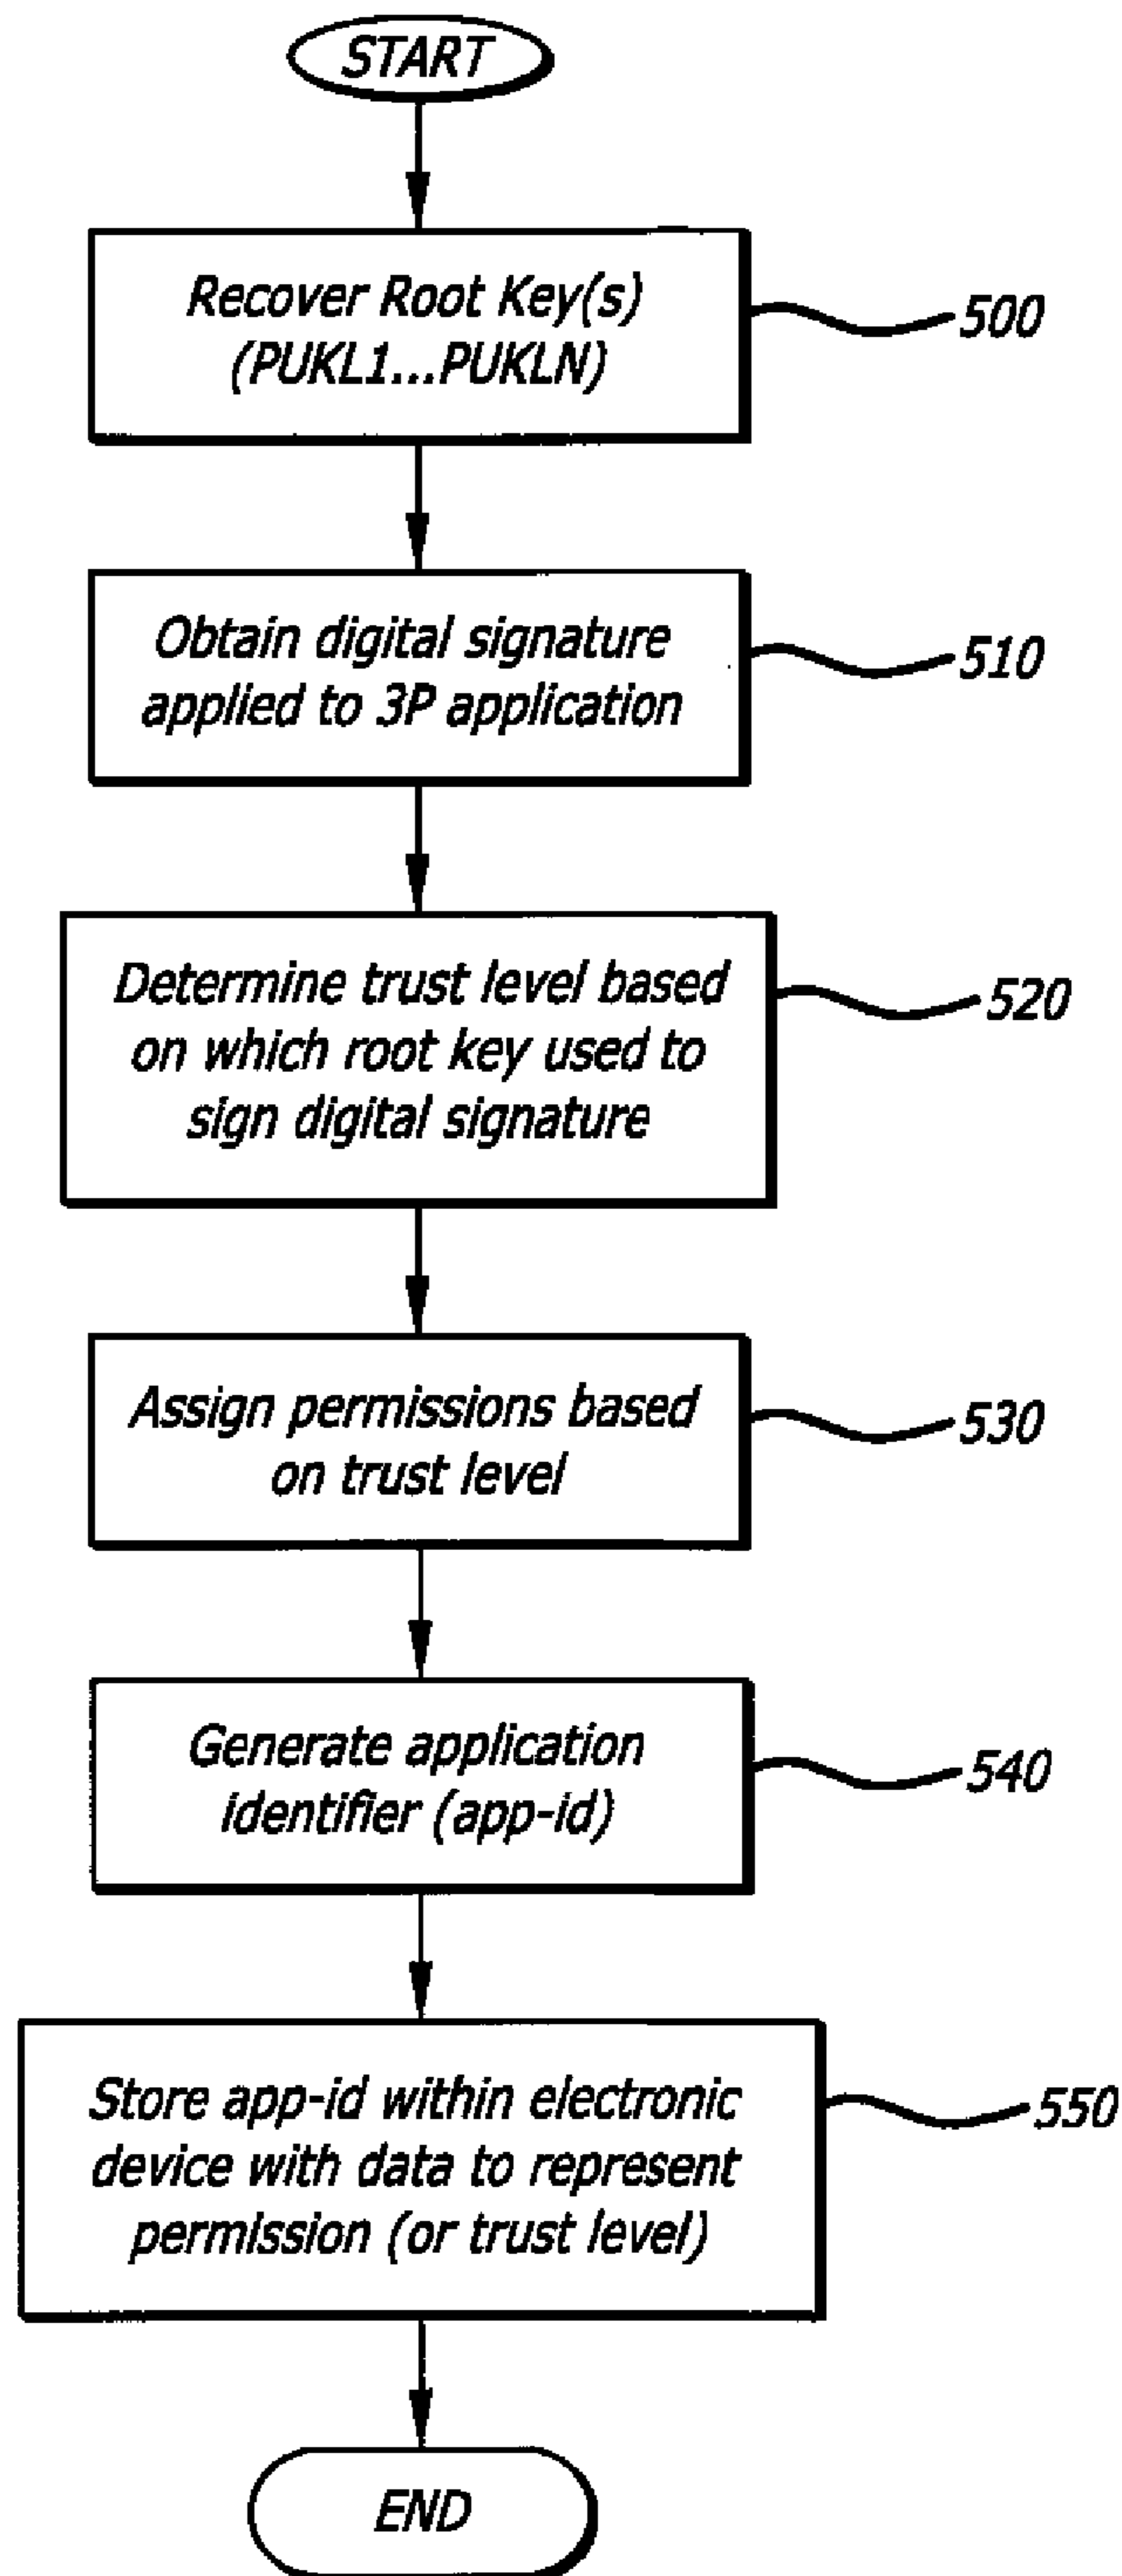 START
Recover Root Key(s)
(PUKL1...PUKLN)
500
Obtain digital signature
applied to 3P application
510
Determine trust level based
on which root key used to
sign digital signature
520
Assign permissions based
on trust level
530
Generate application
identifier (app-id)
540
Store app-id within electronic
device with data to represent
permission (or trust level)
550
END